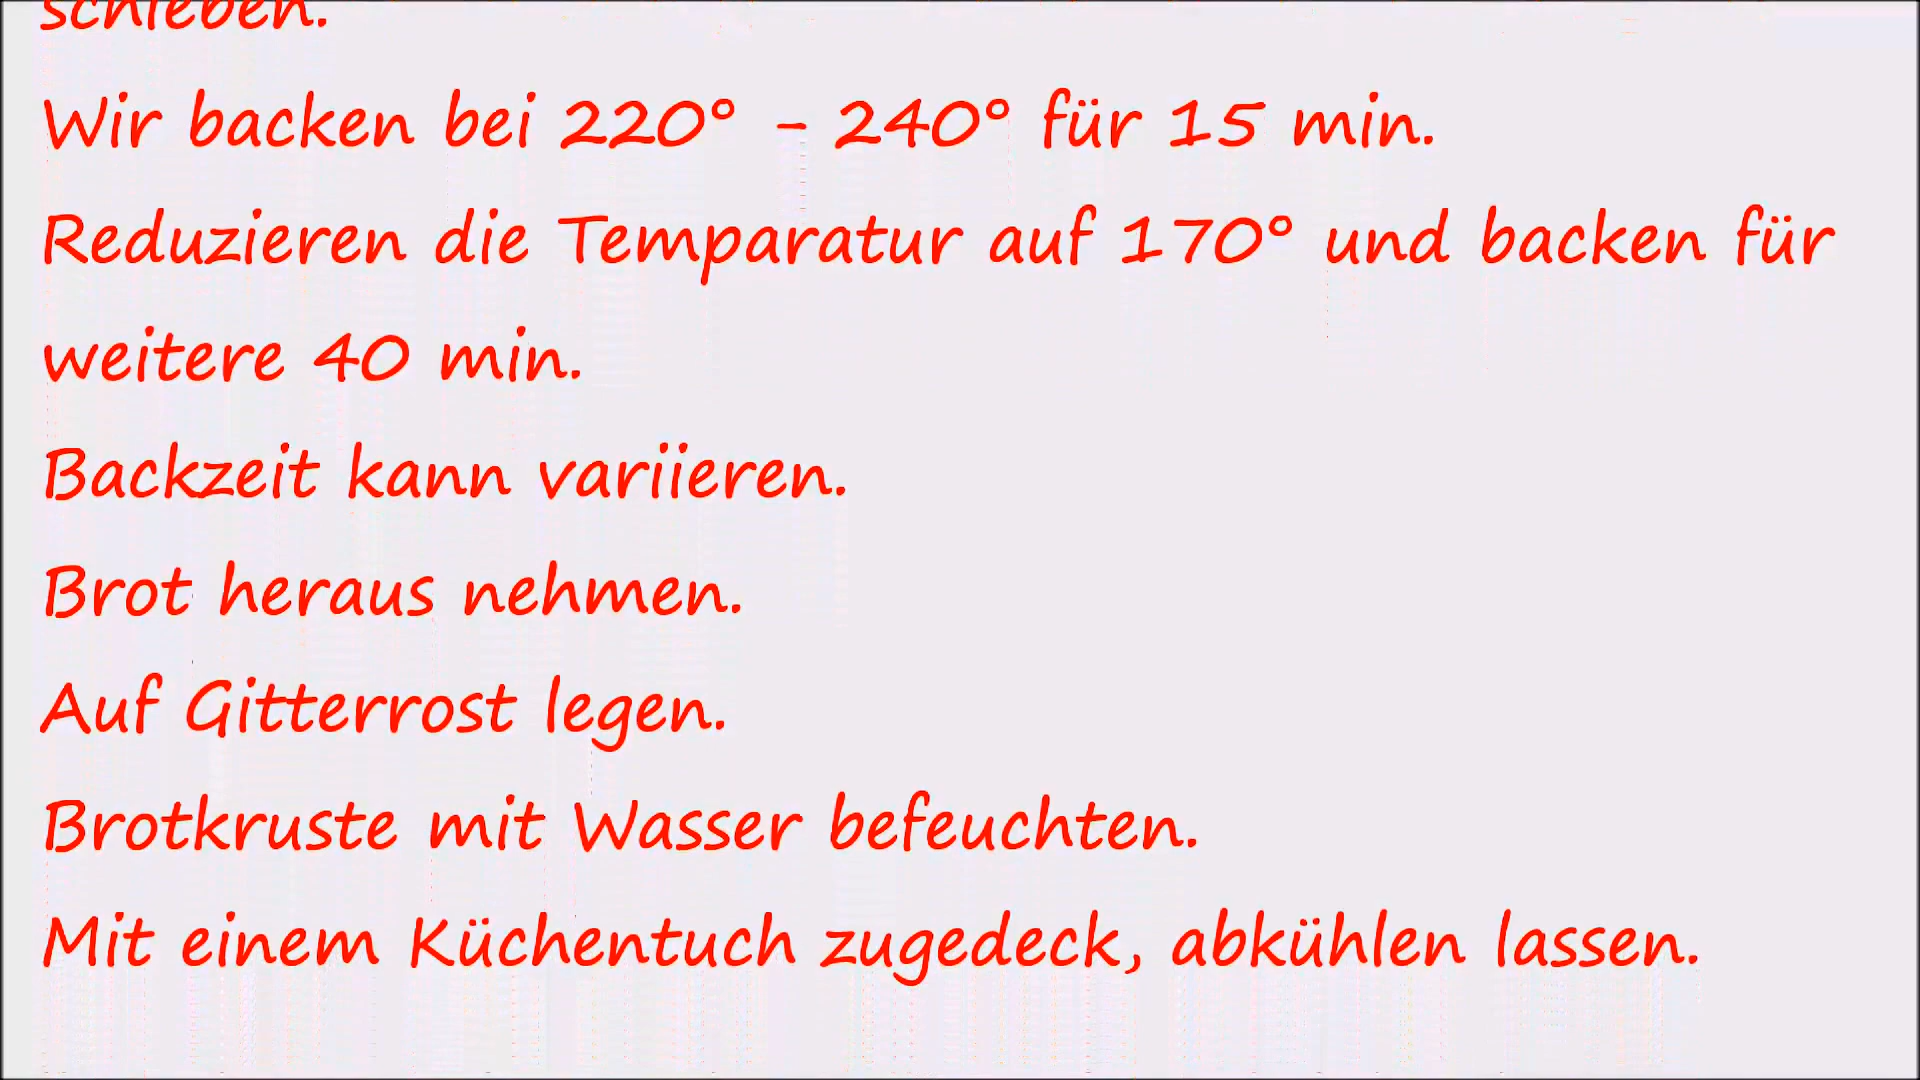 schieben.
Wir backen bei 220° - 240° für 15 min.
Reduzieren die Temparatur auf 170° und backen für
weitere 40 min.
Backzeit kann variieren.
Brot heraus nehmen.
Auf Gitterrost legen.
Brotkruste mit Wasser befeuchten.
Mit einem Küchentuch zugedeck, abkühlen lassen.